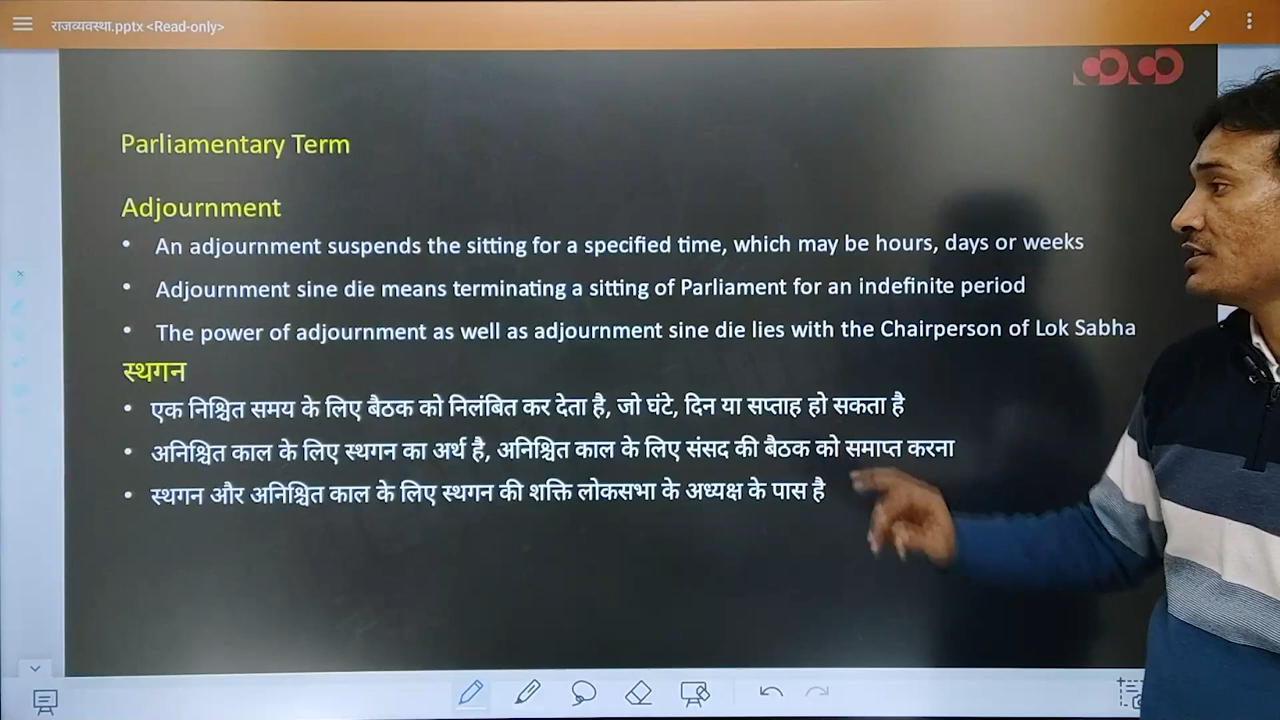 राजव्यवस्था.pptx <Read-only>
Parliamentary Term
Adjournment
• An adjournment suspends the sitting for a specified time, which may be hours, days or weeks
• Adjournment sine die means terminating a sitting of Parliament for an indefinite period
• The power of adjournment as well as adjournment sine die lies with the Chairperson of Lok Sabha
स्थगन
• एक निश्चित समय के लिए बैठक को निलंबित कर देता है, जो घंटे, दिन या सप्ताह हो सकता है
• अनिश्चित काल के लिए स्थगन का अर्थ है, अनिश्चित काल के लिए संसद की बैठक को समाप्त करना
• स्थगन और अनिश्चित काल के लिए स्थगन की शक्ति लोकसभा के अध्यक्ष के पास है